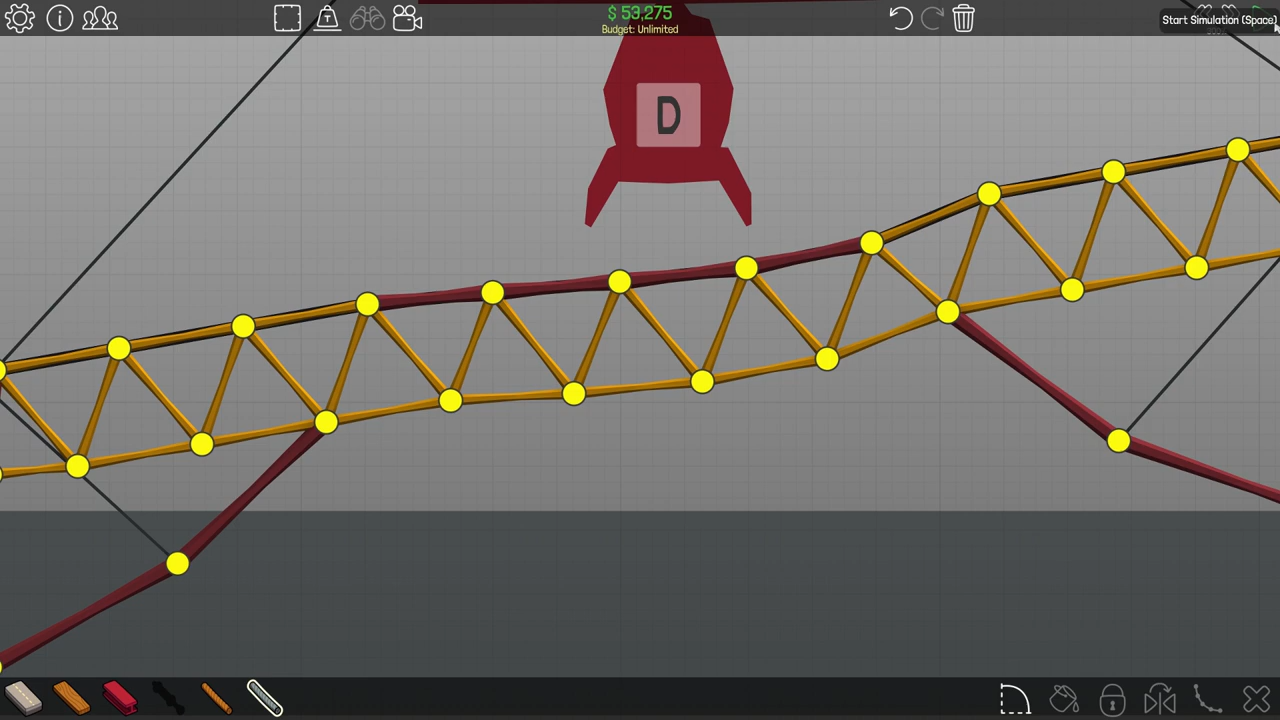 $ 53,275
Budget: Unlimited
Start Simulation (Space)
T
D